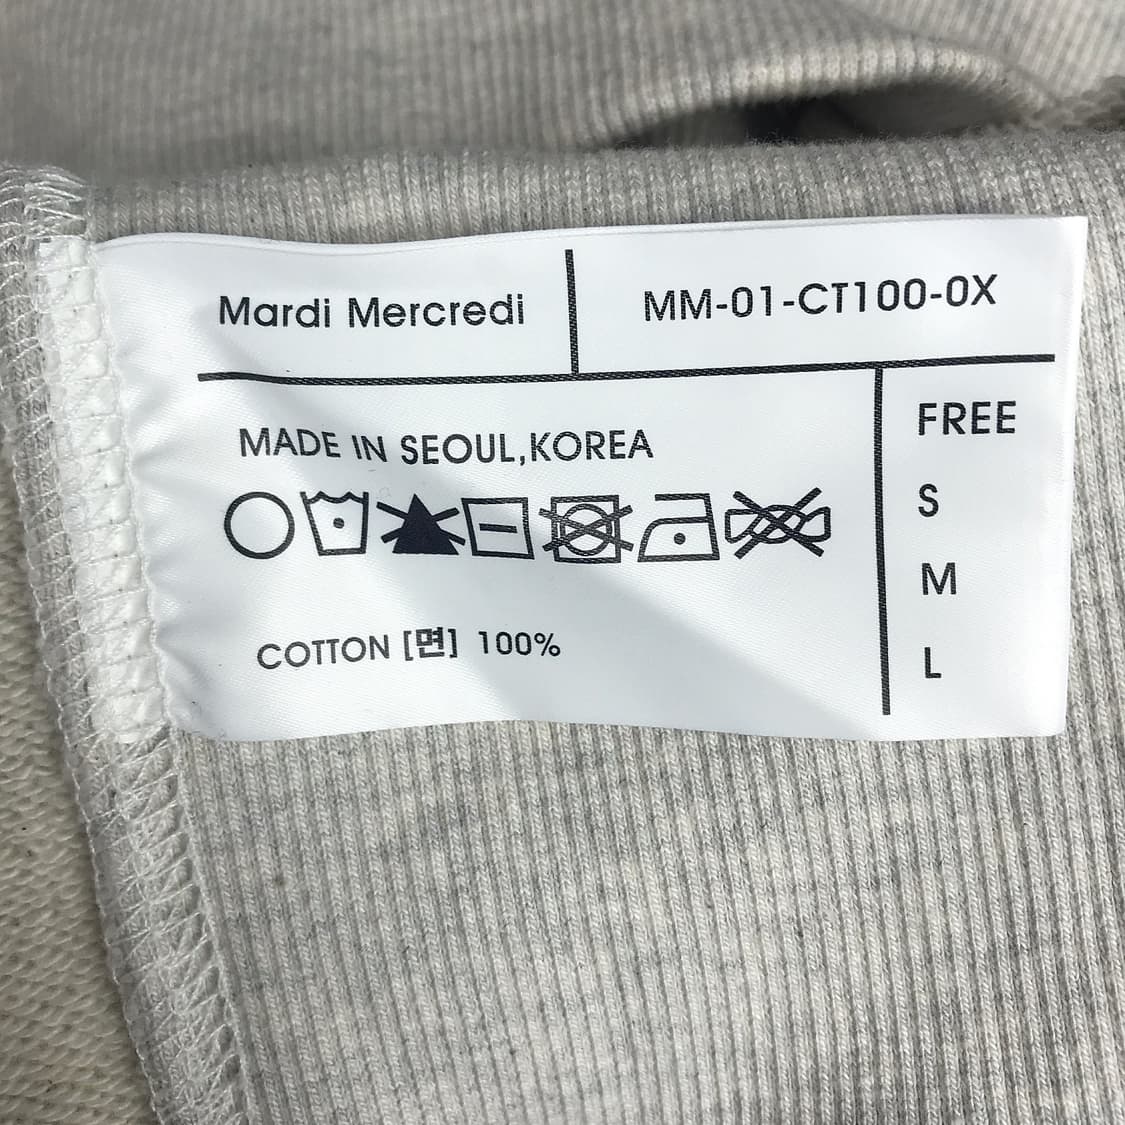 Mardi Mercredi
MM-01-CT100-0X
MADE IN SEOUL,KOREA
COTTON [면] 100%
FREE
S
M
L